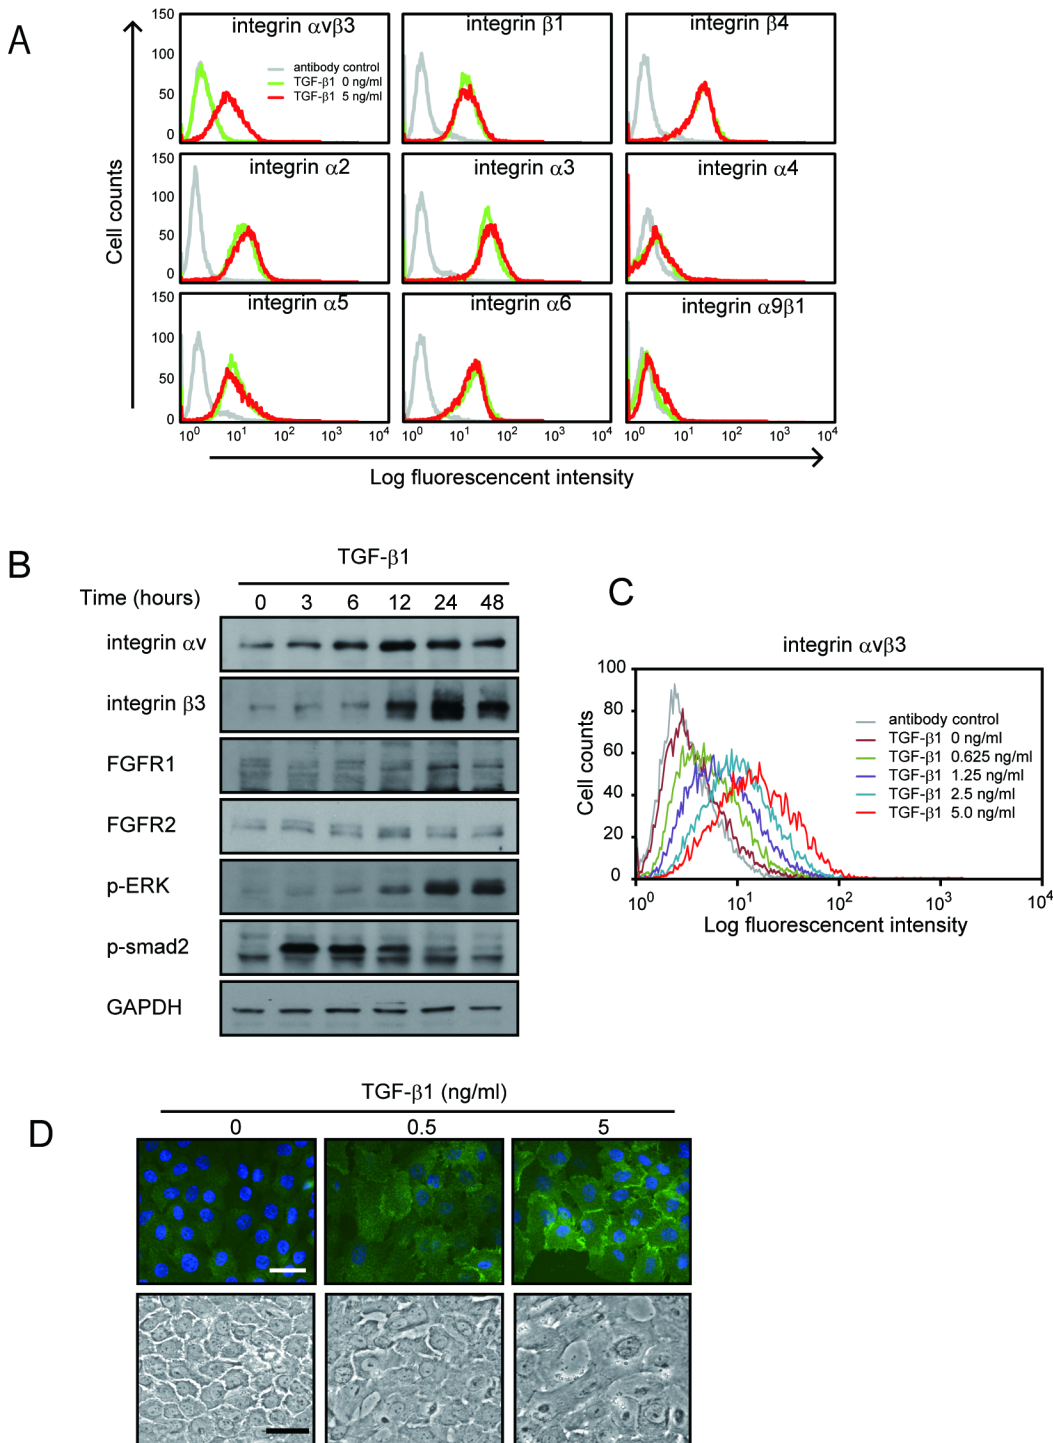 A
integrin αvβ3
integrin β1
integrin β4
150
100
50
0
antibody control
TGF-β1 0 ng/ml
TGF-β1 5 ng/ml
integrin α2
integrin α3
integrin α4
150
100
50
0
integrin α5
integrin α6
integrin α9β1
150
100
50
0
10⁰ 10¹ 10² 10³ 10⁴
10⁰ 10¹ 10² 10³ 10⁴
10⁰ 10¹ 10² 10³ 10⁴
Cell counts
Log fluorescencent intensity
B
TGF-β1
Time (hours) 0 3 6 12 24 48
integrin αv
integrin β3
FGFR1
FGFR2
p-ERK
p-smad2
GAPDH
C
integrin αvβ3
100
80
60
40
20
0
Cell counts
antibody control
TGF-β1 0 ng/ml
TGF-β1 0.625 ng/ml
TGF-β1 1.25 ng/ml
TGF-β1 2.5 ng/ml
TGF-β1 5.0 ng/ml
10⁰ 10¹ 10² 10³ 10⁴
Log fluorescencent intensity
D
TGF-β1 (ng/ml)
0 0.5 5